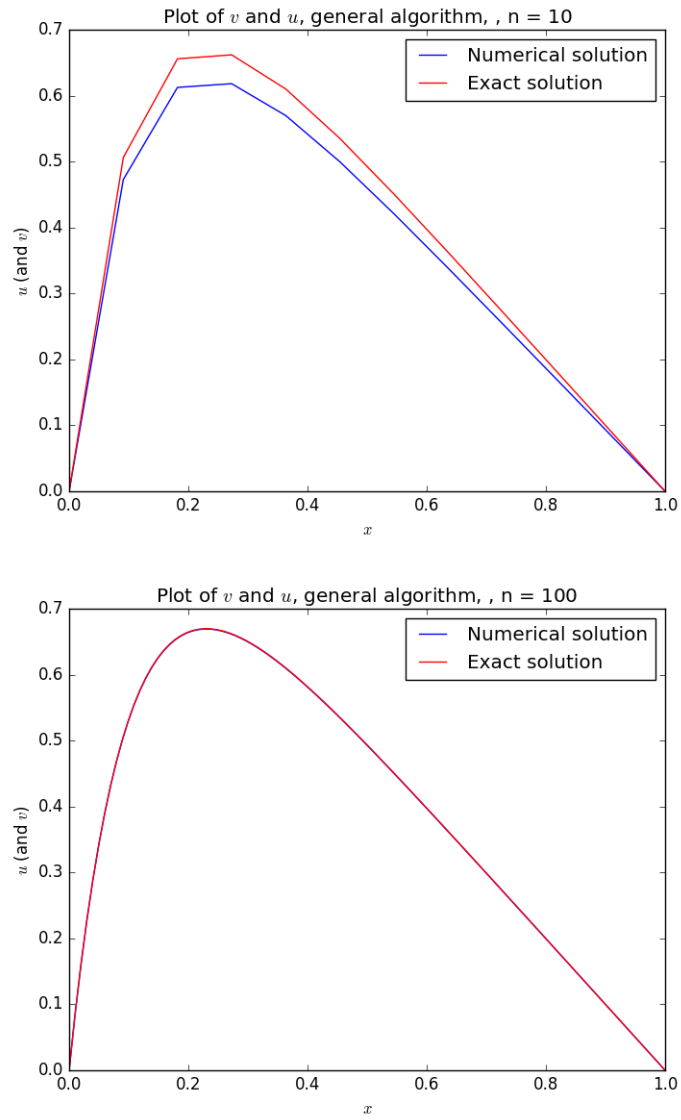 Plot of v and u, general algorithm, , n = 10
0.7
0.6
0.5
0.4
0.3
0.2
0.1
0.0
u (and v)
Numerical solution
Exact solution
0.0 0.2 0.4 0.6 0.8 1.0
x
Plot of v and u, general algorithm, , n = 100
0.7
0.6
0.5
0.4
0.3
0.2
0.1
0.0
u (and v)
Numerical solution
Exact solution
0.0 0.2 0.4 0.6 0.8 1.0
x